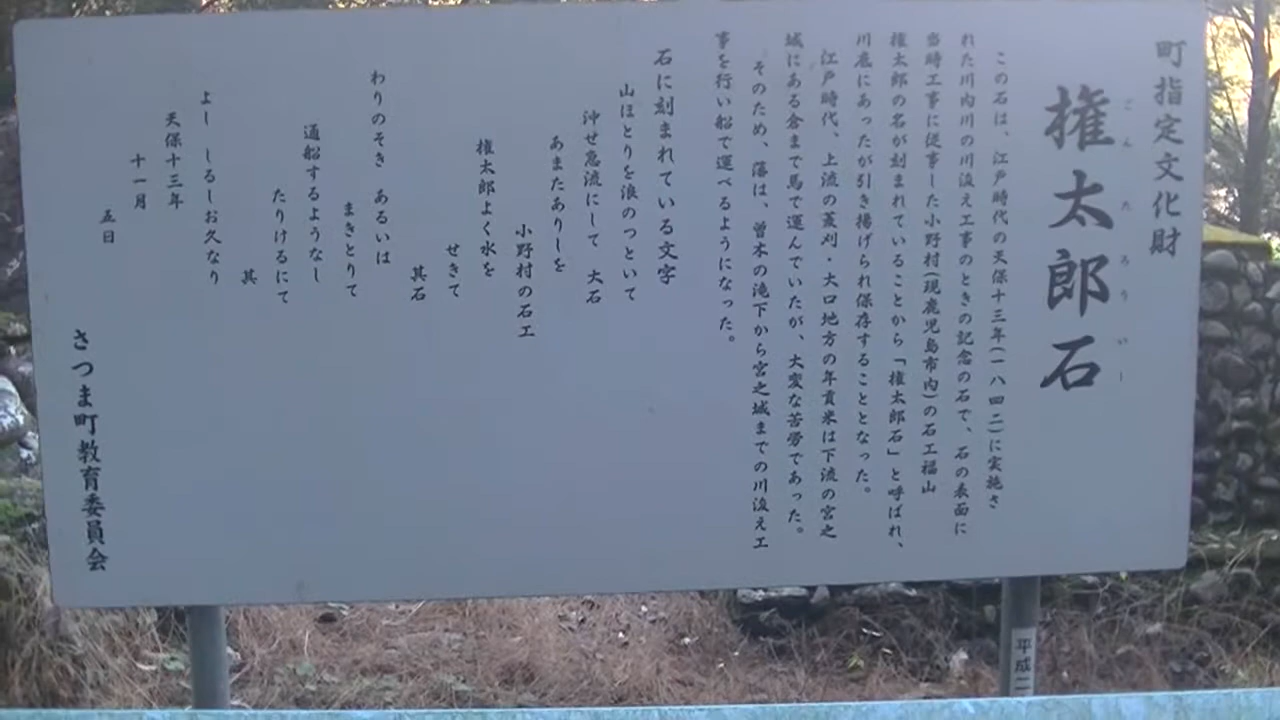 町指定文化財
権太郎石
ごんたろういし
この石は、江戸時代の天保十三年(一八四二)に実施さ
れた川内川の川浚え工事のときの記念の石で、石の表面に
当時工事に従事した小野村(現鹿児島市内)の石工福山
権太郎の名が刻まれていることから「権太郎石」と呼ばれ、
川底にあったが引き揚げられ保存することとなった。
江戸時代、上流の菱刈・大口地方の年貢米は下流の宮之
城にある倉まで馬で運んでいたが、大変な苦労であった。
そのため、藩は、曽木の滝下から宮之城までの川浚え工
事を行い船で運べるようになった。
石に刻まれている文字
山ほとりを浪のつといて
沖せ急流にして 大石
あまたありしを
小野村の石工
権太郎よく水を
せきて
其石
わりのそき あるいは
まきとりて
通船するようなし
たりけるにて
其
よし しるしお久なり
天保十三年
十一月
五日
さつま町教育委員会
平成二